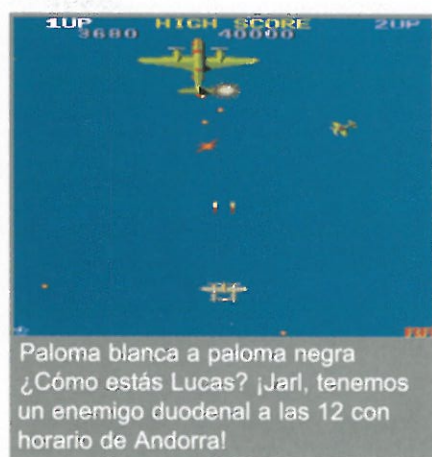 1UP HIGH SCORE 2UP
3680 40000
Paloma blanca a paloma negra
¿Cómo estás Lucas? ¡Jarl, tenemos
un enemigo duodenal a las 12 con
horario de Andorra!